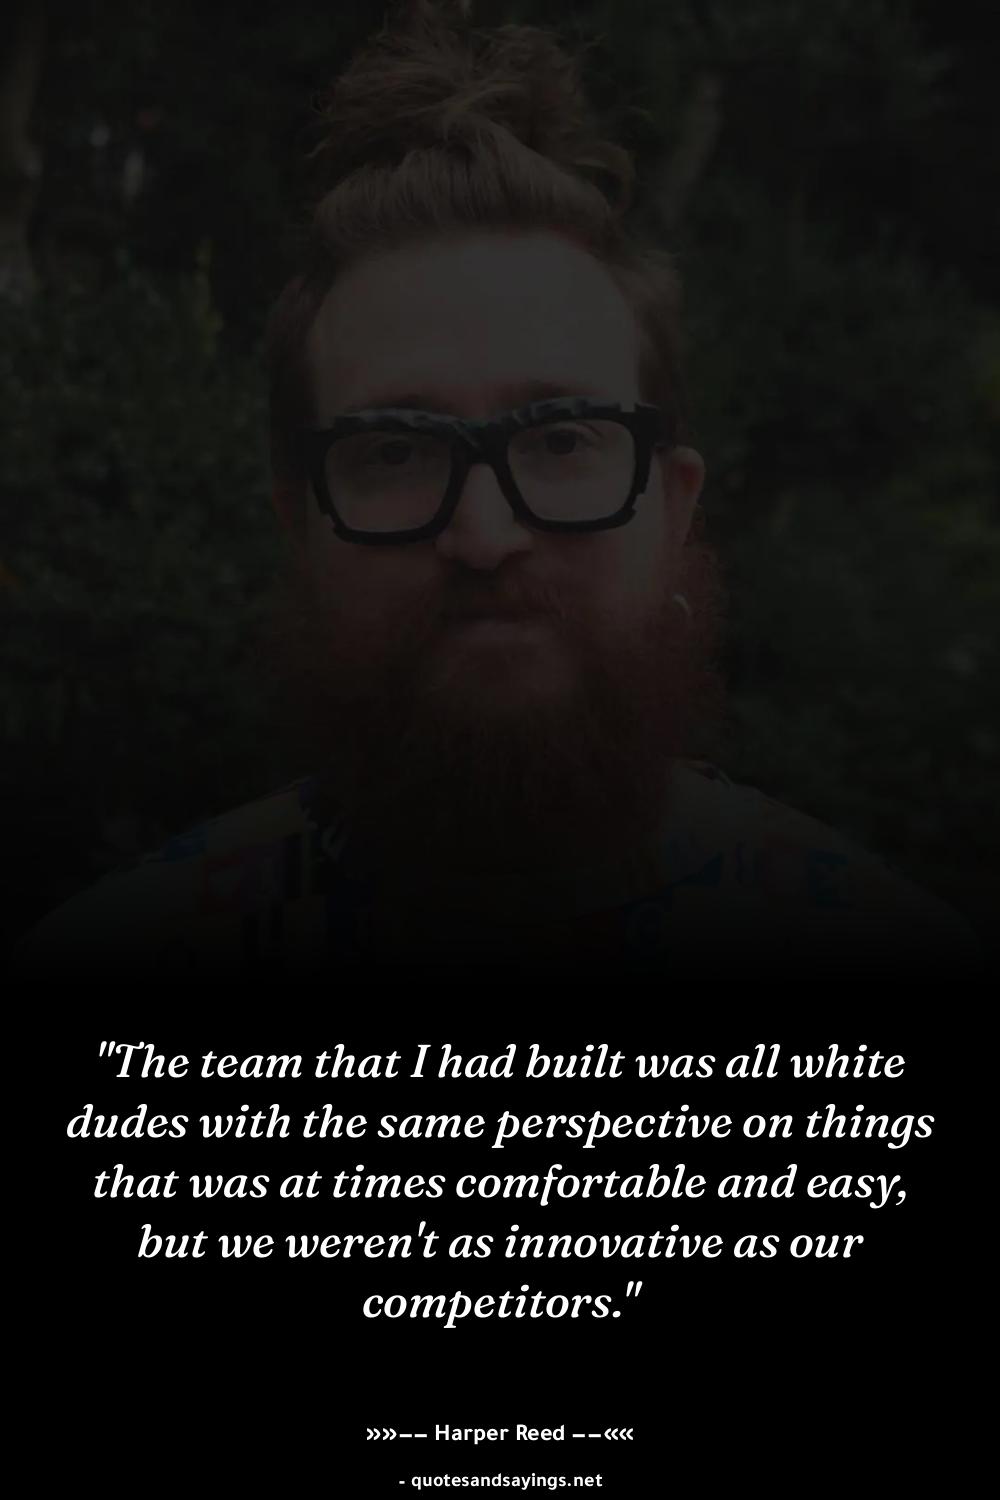 "The team that I had built was all white
dudes with the same perspective on things
that was at times comfortable and easy,
but we weren't as innovative as our
competitors."
»»–– Harper Reed ––««
- quotesandsayings.net